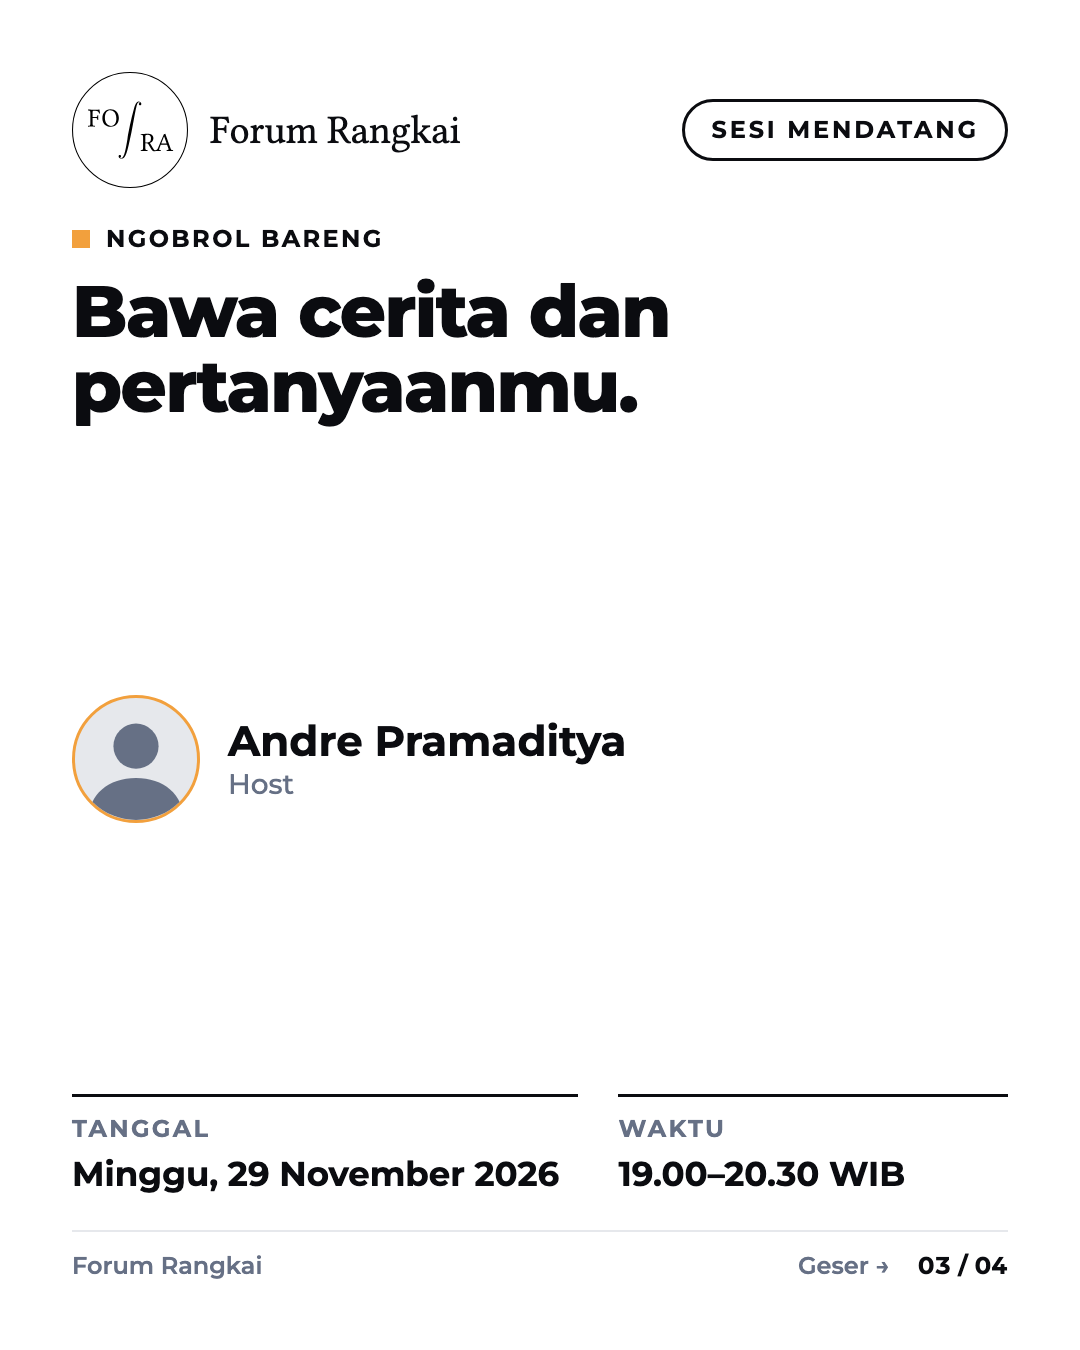 FO∫RA
Forum Rangkai
SESI MENDATANG
NGOBROL BARENG
Bawa cerita dan
pertanyaanmu.
Andre Pramaditya
Host
TANGGAL
Minggu, 29 November 2026
WAKTU
19.00–20.30 WIB
Forum Rangkai
Geser →
03 / 04